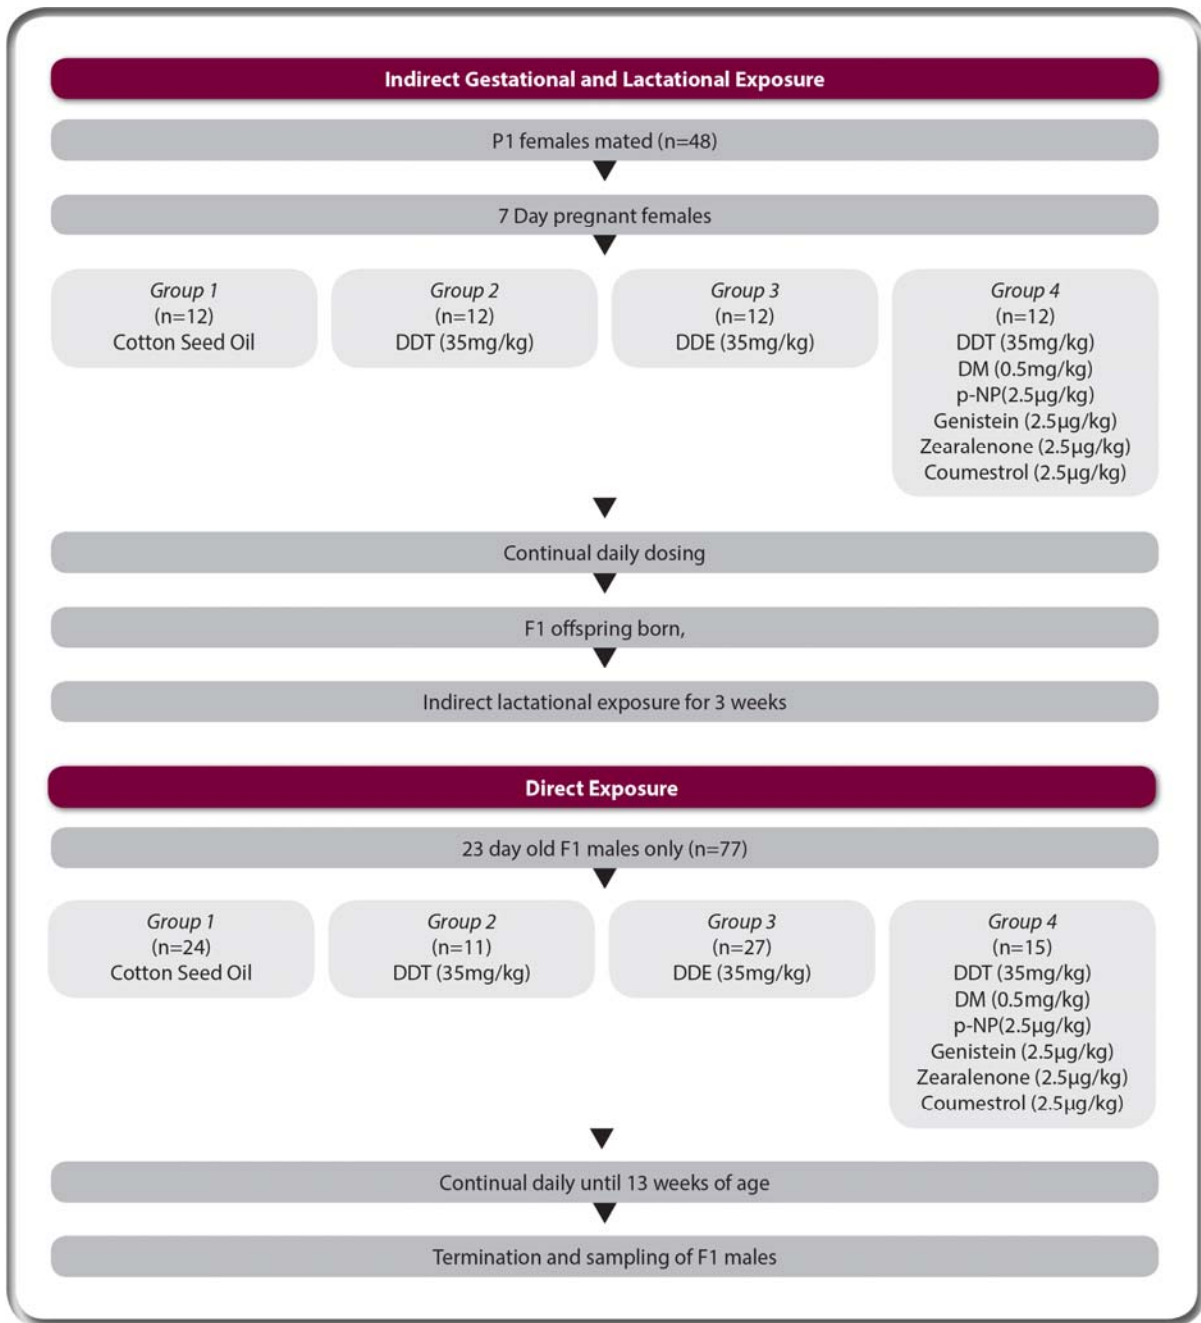 Indirect Gestational and Lactational Exposure
P1 females mated (n=48)
7 Day pregnant females
Group 1
(n=12)
Cotton Seed Oil
Group 2
(n=12)
DDT (35mg/kg)
Group 3
(n=12)
DDE (35mg/kg)
Group 4
(n=12)
DDT (35mg/kg)
DM (0.5mg/kg)
p-NP(2.5µg/kg)
Genistein (2.5µg/kg)
Zearalenone (2.5µg/kg)
Coumestrol (2.5µg/kg)
Continual daily dosing
F1 offspring born,
Indirect lactational exposure for 3 weeks
Direct Exposure
23 day old F1 males only (n=77)
Group 1
(n=24)
Cotton Seed Oil
Group 2
(n=11)
DDT (35mg/kg)
Group 3
(n=27)
DDE (35mg/kg)
Group 4
(n=15)
DDT (35mg/kg)
DM (0.5mg/kg)
p-NP(2.5µg/kg)
Genistein (2.5µg/kg)
Zearalenone (2.5µg/kg)
Coumestrol (2.5µg/kg)
Continual daily until 13 weeks of age
Termination and sampling of F1 males